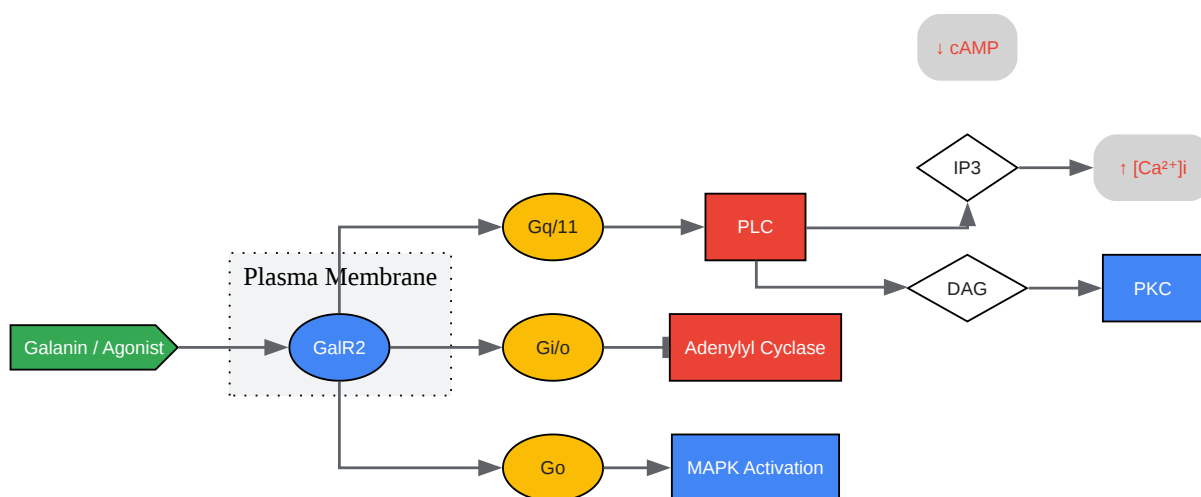 ↓ cAMP
IP3
↑ [Ca²⁺]i
Gq/11
PLC
Plasma Membrane
DAG
PKC
Galanin / Agonist
GalR2
Gi/o
Adenylyl Cyclase
Go
MAPK Activation